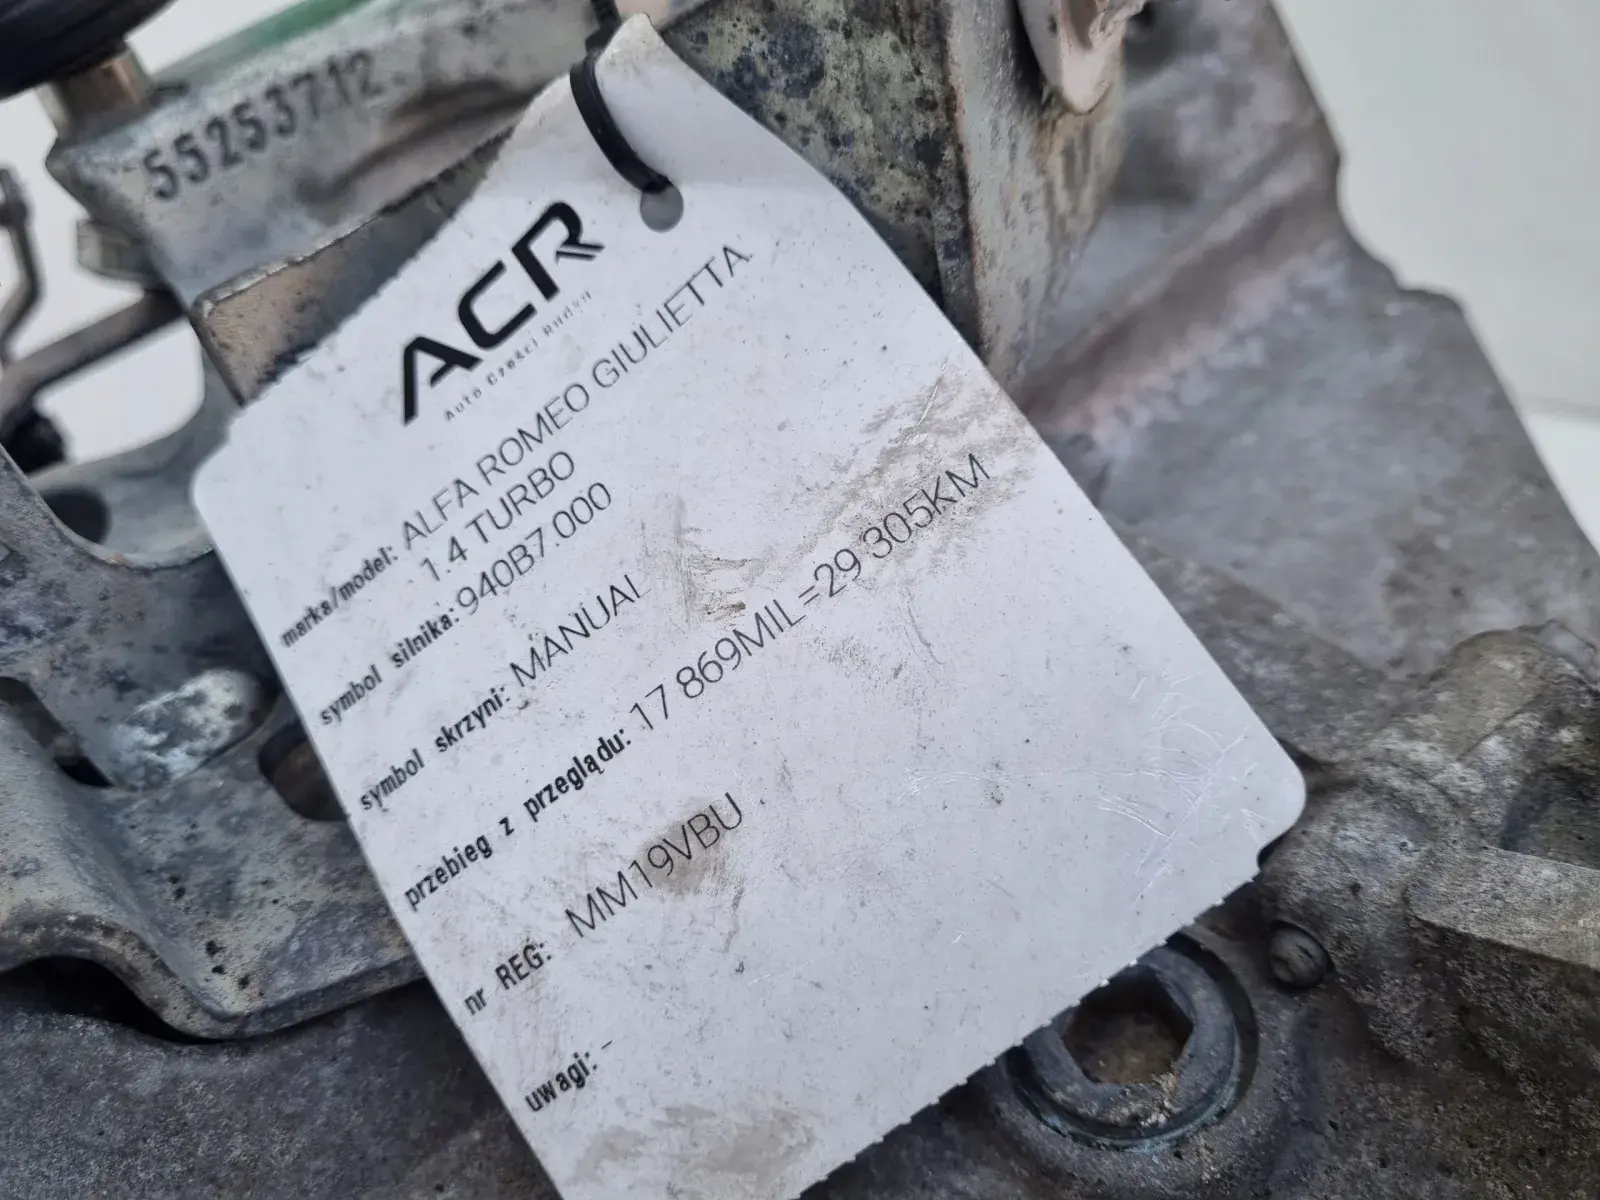 55253712
ACR
Auto Części Radoń
marka/model: ALFA ROMEO GIULIETTA
1.4 TURBO
symbol silnika: 940B7.000
symbol skrzyni: MANUAL
przebieg z przeglądu: 17 869MIL =29 305KM
nr REG: MM19VBU
uwagi: -